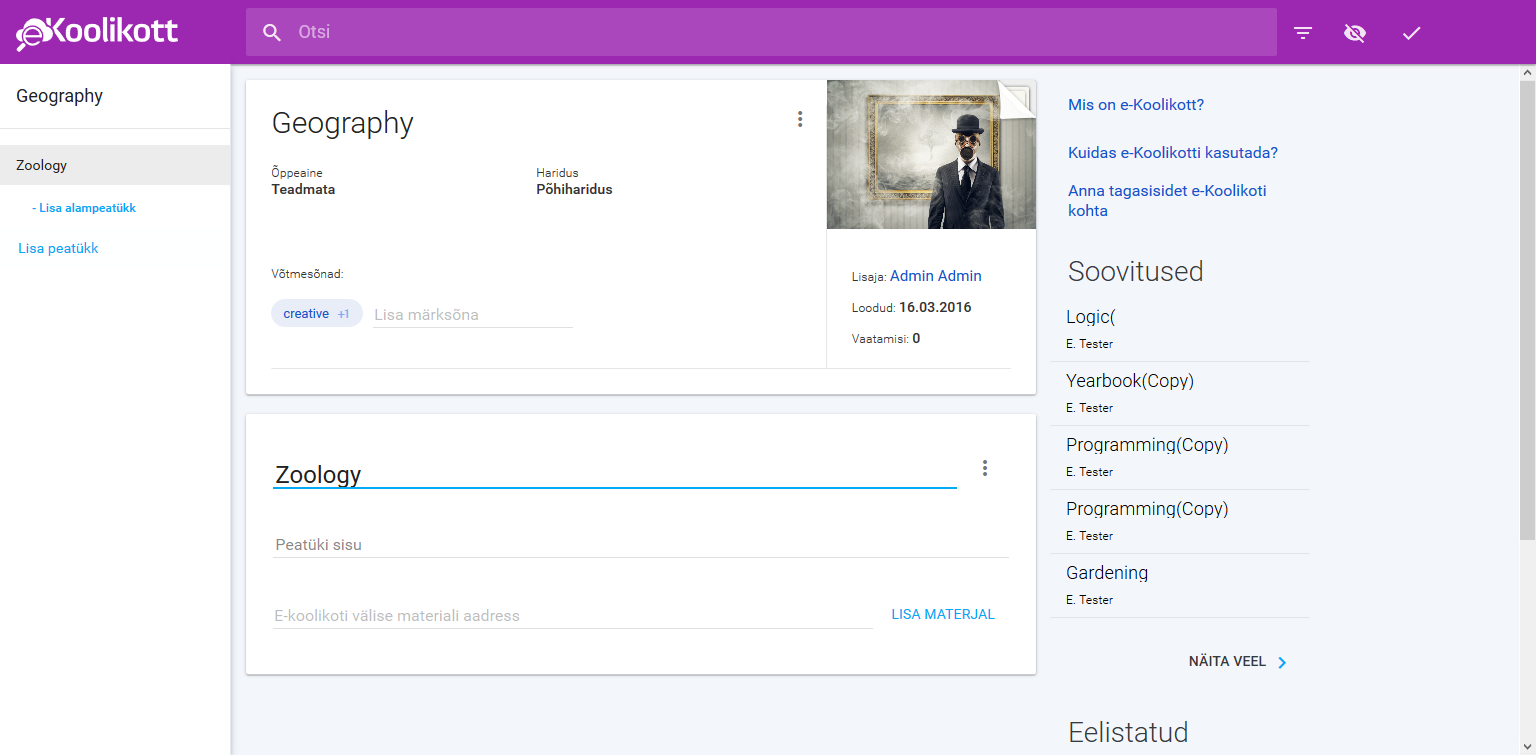 eKoolikott
Otsi
Geography
Zoology
- Lisa alampeatükk
Lisa peatükk
Geography
Õppeaine
Teadmata
Haridus
Põhiharidus
Võtmesõnad:
creative +1
Lisa märksõna
Lisaja: Admin Admin
Loodud: 16.03.2016
Vaatamisi: 0
Zoology
Peatüki sisu
E-koolikoti välise materiali aadress
LISA MATERJAL
Mis on e-Koolikott?
Kuidas e-Koolikotti kasutada?
Anna tagasisidet e-Koolikoti
kohta
Soovitused
Logic(
E. Tester
Yearbook(Copy)
E. Tester
Programming(Copy)
E. Tester
Programming(Copy)
E. Tester
Gardening
E. Tester
NÄITA VEEL
Eelistatud